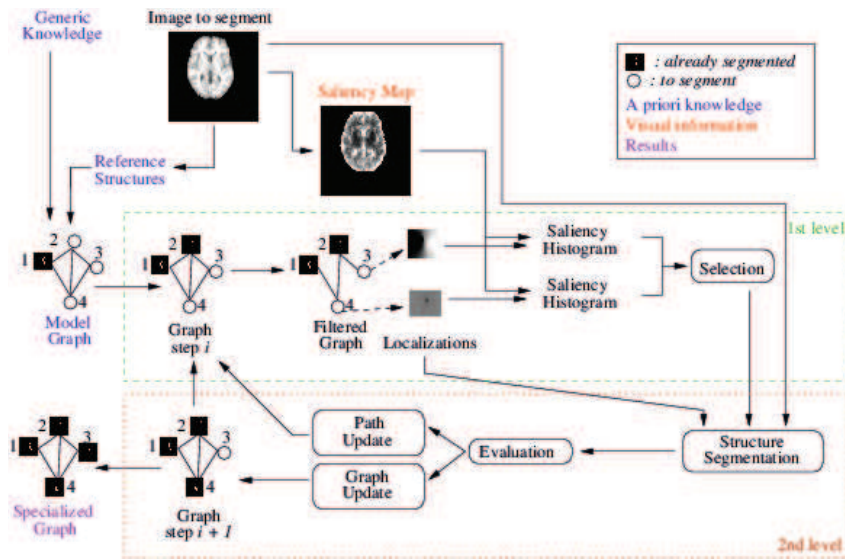 Generic
Knowledge
Image to segment
Saliency Map
: already segmented
: to segment
A priori knowledge
Visual information
Results
Reference
Structures
1st level
1
2
3
4
Model
Graph
1
2
3
4
Graph
step i
1
2
3
4
Filtered
Graph
Localizations
Saliency
Histogram
Saliency
Histogram
Selection
Structure
Segmentation
Evaluation
Path
Update
Graph
Update
1
2
3
4
Graph
step i + 1
1
2
3
4
Specialized
Graph
2nd level